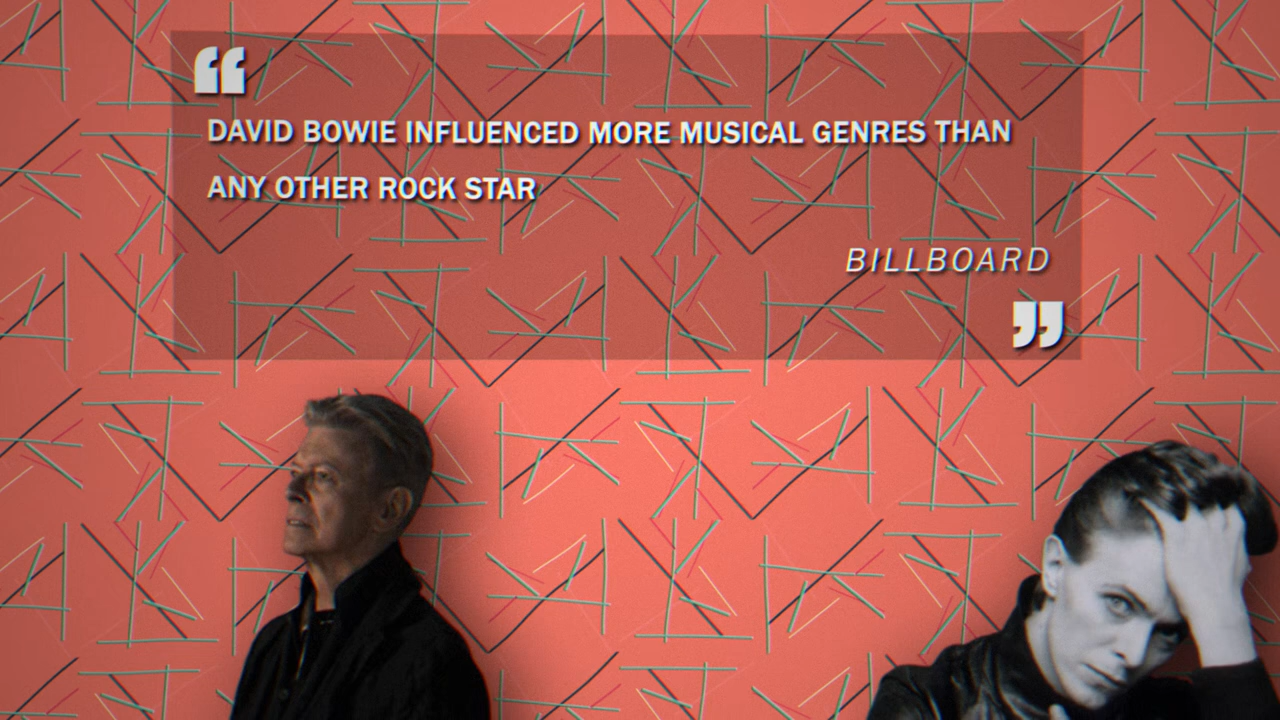 “
DAVID BOWIE INFLUENCED MORE MUSICAL GENRES THAN
ANY OTHER ROCK STAR
BILLBOARD
”